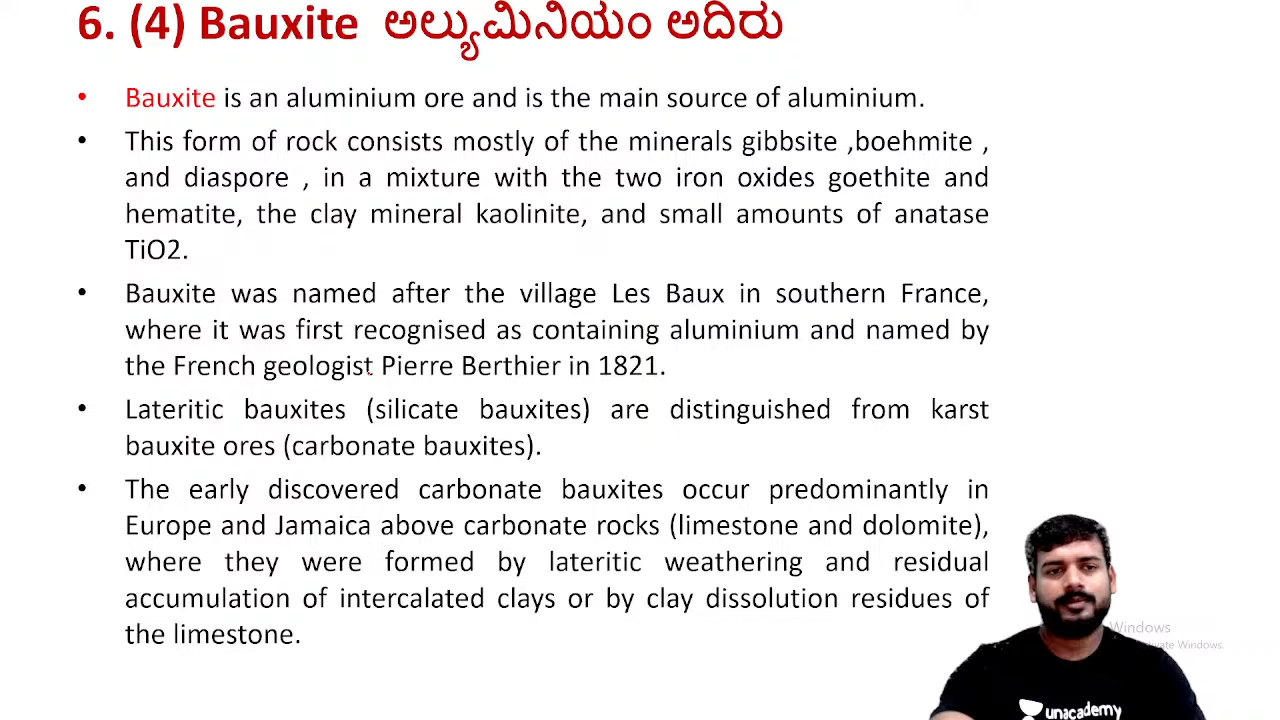 6. (4) Bauxite ಅಲ್ಯುಮಿನಿಯಂ ಅದಿರು
• Bauxite is an aluminium ore and is the main source of aluminium.
• This form of rock consists mostly of the minerals gibbsite ,boehmite ,
and diaspore , in a mixture with the two iron oxides goethite and
hematite, the clay mineral kaolinite, and small amounts of anatase
TiO2.
• Bauxite was named after the village Les Baux in southern France,
where it was first recognised as containing aluminium and named by
the French geologist Pierre Berthier in 1821.
• Lateritic bauxites (silicate bauxites) are distinguished from karst
bauxite ores (carbonate bauxites).
• The early discovered carbonate bauxites occur predominantly in
Europe and Jamaica above carbonate rocks (limestone and dolomite),
where they were formed by lateritic weathering and residual
accumulation of intercalated clays or by clay dissolution residues of
the limestone.
Windows
Windows.
unacademy